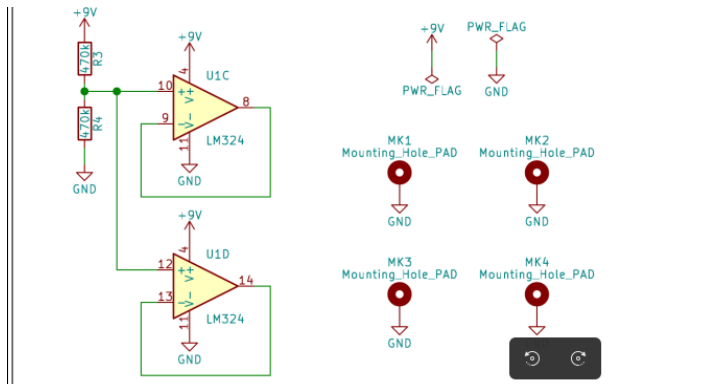 +9V
470k
R3
470k
R4
GND
+9V
4
U1C
10
+
V+
8
9
-
V-
11
LM324
GND
+9V
4
U1D
12
+
V+
14
13
-
V-
11
LM324
GND
+9V
PWR_FLAG
PWR_FLAG
GND
MK1
Mounting_Hole_PAD
GND
MK2
Mounting_Hole_PAD
GND
MK3
Mounting_Hole_PAD
GND
MK4
Mounting_Hole_PAD
GND